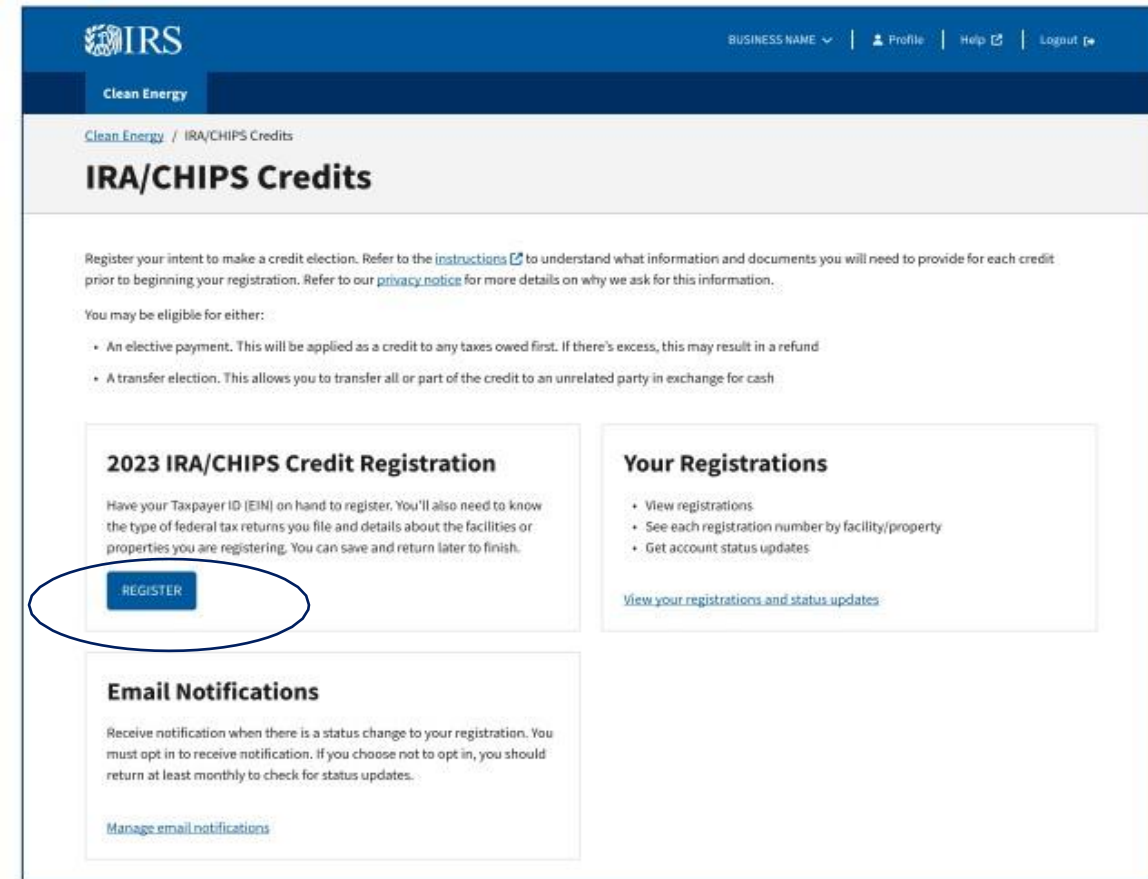 IRS
BUSINESS NAME
Profile
Help
Logout
Clean Energy
Clean Energy / IRA/CHIPS Credits
IRA/CHIPS Credits
Register your intent to make a credit election. Refer to the instructions to understand what information and documents you will need to provide for each credit
prior to beginning your registration. Refer to our privacy notice for more details on why we ask for this information.
You may be eligible for either:
• An elective payment. This will be applied as a credit to any taxes owed first. If there's excess, this may result in a refund
• A transfer election. This allows you to transfer all or part of the credit to an unrelated party in exchange for cash
2023 IRA/CHIPS Credit Registration
Have your Taxpayer ID (EIN) on hand to register. You'll also need to know
the type of federal tax returns you file and details about the facilities or
properties you are registering. You can save and return later to finish.
REGISTER
Your Registrations
• View registrations
• See each registration number by facility/property
• Get account status updates
View your registrations and status updates
Email Notifications
Receive notification when there is a status change to your registration. You
must opt in to receive notification. If you choose not to opt in, you should
return at least monthly to check for status updates.
Manage email notifications